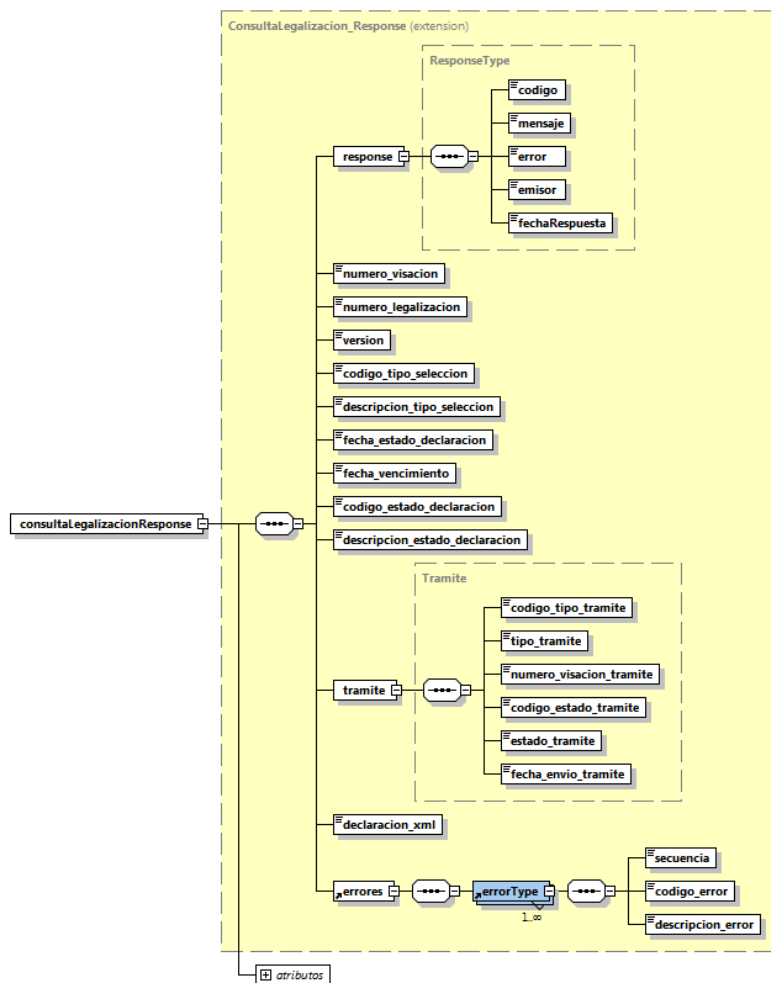 ConsultaLegalizacion_Response (extension)
ResponseType
codigo
mensaje
response
error
emisor
fechaRespuesta
numero_visacion
numero_legalizacion
version
codigo_tipo_seleccion
descripcion_tipo_seleccion
fecha_estado_declaracion
fecha_vencimiento
codigo_estado_declaracion
consultaLegalizacionResponse
descripcion_estado_declaracion
Tramite
codigo_tipo_tramite
tipo_tramite
numero_visacion_tramite
tramite
codigo_estado_tramite
estado_tramite
fecha_envio_tramite
declaracion_xml
secuencia
errores
errorType
codigo_error
1..∞
descripcion_error
atributos